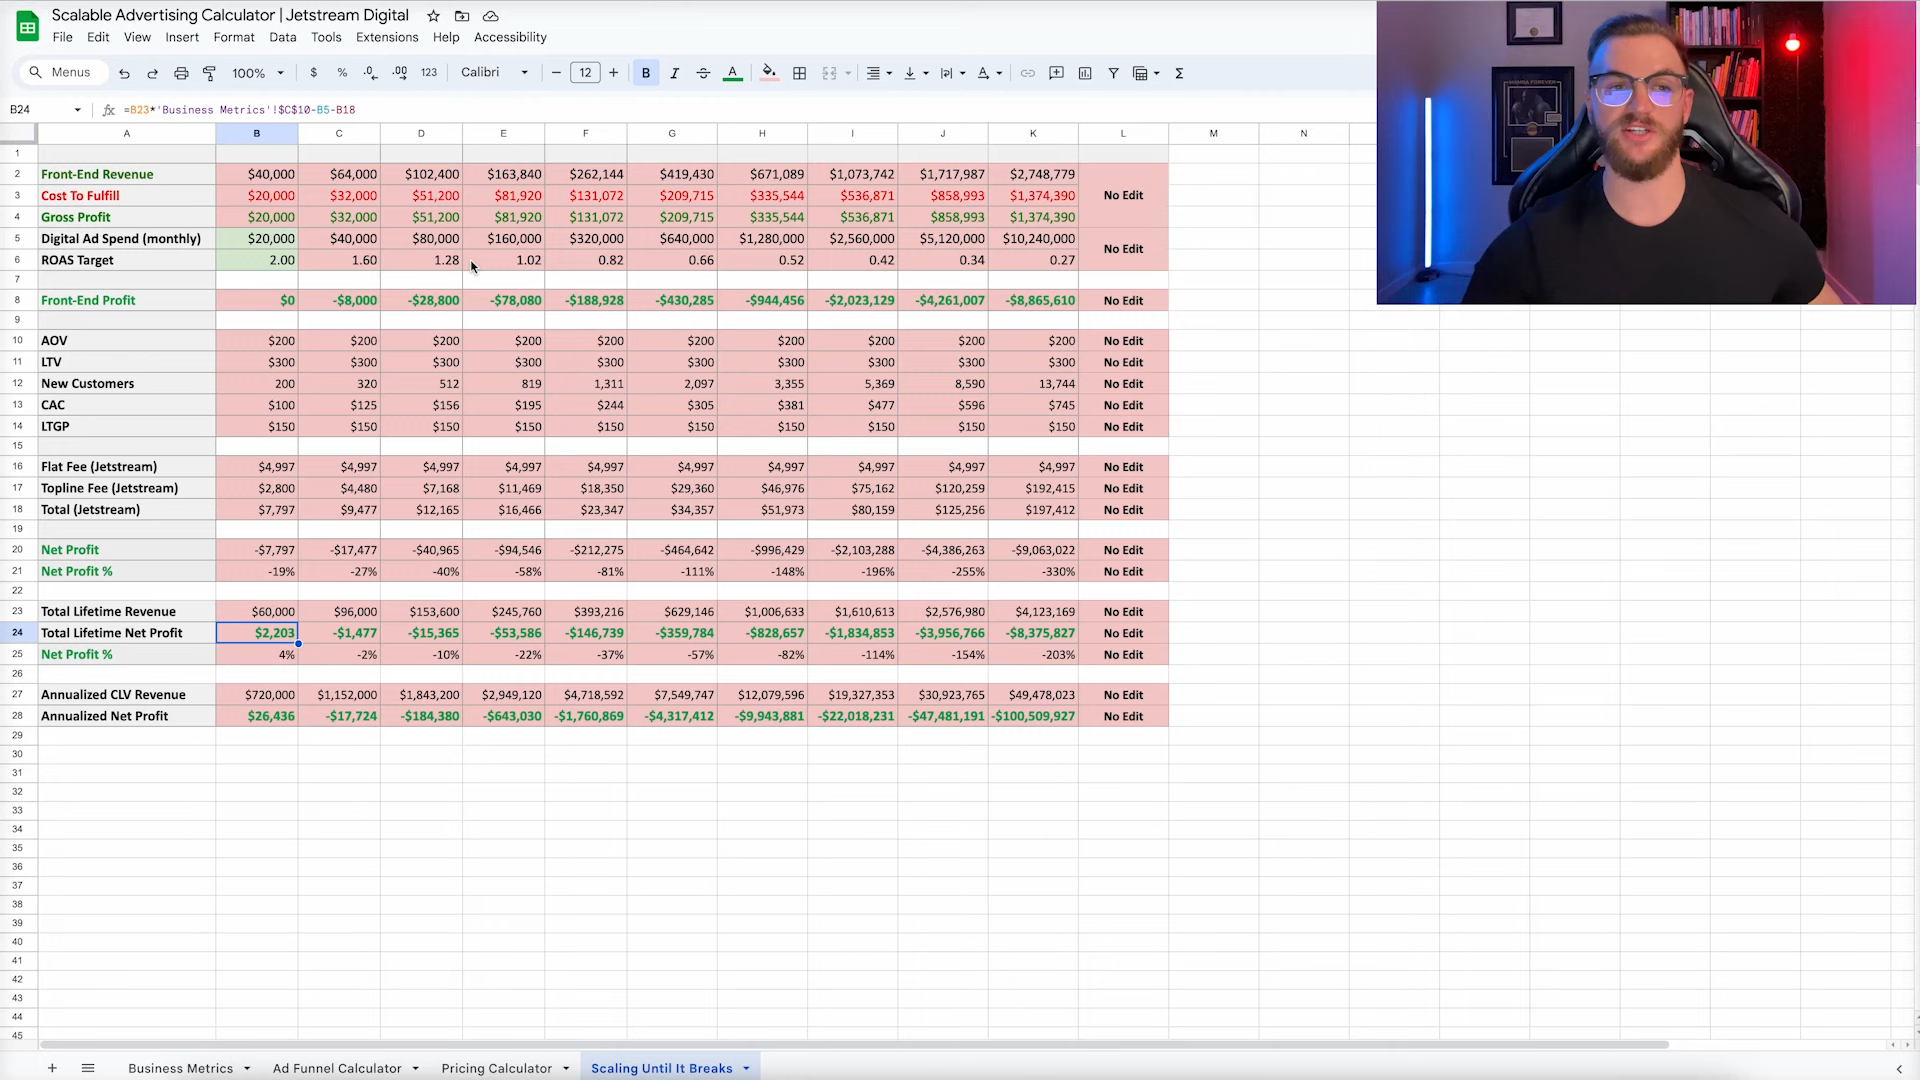 Scalable Advertising Calculator | Jetstream Digital
File Edit View Insert Format Data Tools Extensions Help Accessibility
Menus 100% $ % .0 .00 123 Calibri 12 B I S A Σ
B24 fx =B23*'Business Metrics'!$C$10-B5-B18
A B C D E F G H I J K L M N
1
2 Front-End Revenue $40,000 $64,000 $102,400 $163,840 $262,144 $419,430 $671,089 $1,073,742 $1,717,987 $2,748,779
3 Cost To Fulfill $20,000 $32,000 $51,200 $81,920 $131,072 $209,715 $335,544 $536,871 $858,993 $1,374,390 No Edit
4 Gross Profit $20,000 $32,000 $51,200 $81,920 $131,072 $209,715 $335,544 $536,871 $858,993 $1,374,390
5 Digital Ad Spend (monthly) $20,000 $40,000 $80,000 $160,000 $320,000 $640,000 $1,280,000 $2,560,000 $5,120,000 $10,240,000 No Edit
6 ROAS Target 2.00 1.60 1.28 1.02 0.82 0.66 0.52 0.42 0.34 0.27
7
8 Front-End Profit $0 -$8,000 -$28,800 -$78,080 -$188,928 -$430,285 -$944,456 -$2,023,129 -$4,261,007 -$8,865,610 No Edit
9
10 AOV $200 $200 $200 $200 $200 $200 $200 $200 $200 $200 No Edit
11 LTV $300 $300 $300 $300 $300 $300 $300 $300 $300 $300 No Edit
12 New Customers 200 320 512 819 1,311 2,097 3,355 5,369 8,590 13,744 No Edit
13 CAC $100 $125 $156 $195 $244 $305 $381 $477 $596 $745 No Edit
14 LTGP $150 $150 $150 $150 $150 $150 $150 $150 $150 $150 No Edit
15
16 Flat Fee (Jetstream) $4,997 $4,997 $4,997 $4,997 $4,997 $4,997 $4,997 $4,997 $4,997 $4,997 No Edit
17 Topline Fee (Jetstream) $2,800 $4,480 $7,168 $11,469 $18,350 $29,360 $46,976 $75,162 $120,259 $192,415 No Edit
18 Total (Jetstream) $7,797 $9,477 $12,165 $16,466 $23,347 $34,357 $51,973 $80,159 $125,256 $197,412 No Edit
19
20 Net Profit -$7,797 -$17,477 -$40,965 -$94,546 -$212,275 -$464,642 -$996,429 -$2,103,288 -$4,386,263 -$9,063,022 No Edit
21 Net Profit % -19% -27% -40% -58% -81% -111% -148% -196% -255% -330% No Edit
22
23 Total Lifetime Revenue $60,000 $96,000 $153,600 $245,760 $393,216 $629,146 $1,006,633 $1,610,613 $2,576,980 $4,123,169 No Edit
24 Total Lifetime Net Profit $2,203 -$1,477 -$15,365 -$53,586 -$146,739 -$359,784 -$828,657 -$1,834,853 -$3,956,766 -$8,375,827 No Edit
25 Net Profit % 4% -2% -10% -22% -37% -57% -82% -114% -154% -203% No Edit
26
27 Annualized CLV Revenue $720,000 $1,152,000 $1,843,200 $2,949,120 $4,718,592 $7,549,747 $12,079,596 $19,327,353 $30,923,765 $49,478,023 No Edit
28 Annualized Net Profit $26,436 -$17,724 -$184,380 -$643,030 -$1,760,869 -$4,317,412 -$9,943,881 -$22,018,231 -$47,481,191 -$100,509,927 No Edit
29
30
31
32
33
34
35
36
37
38
39
40
41
42
43
44
45
Business Metrics Ad Funnel Calculator Pricing Calculator Scaling Until It Breaks